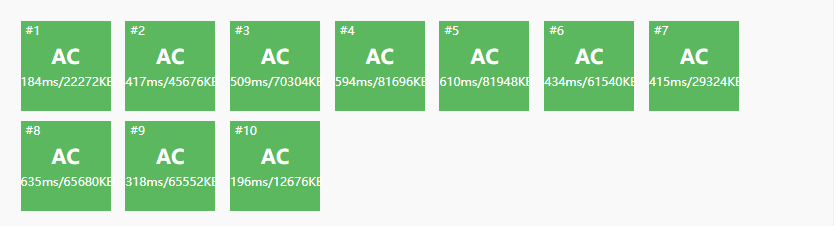 #1 #2 #3 #4 #5 #6 #7
AC AC AC AC AC AC AC
184ms/22272KB 417ms/45676KB 509ms/70304KB 594ms/81696KB 610ms/81948KB 434ms/61540KB 415ms/29324KB
#8 #9 #10
AC AC AC
635ms/65680KB 318ms/65552KB 196ms/12676KB